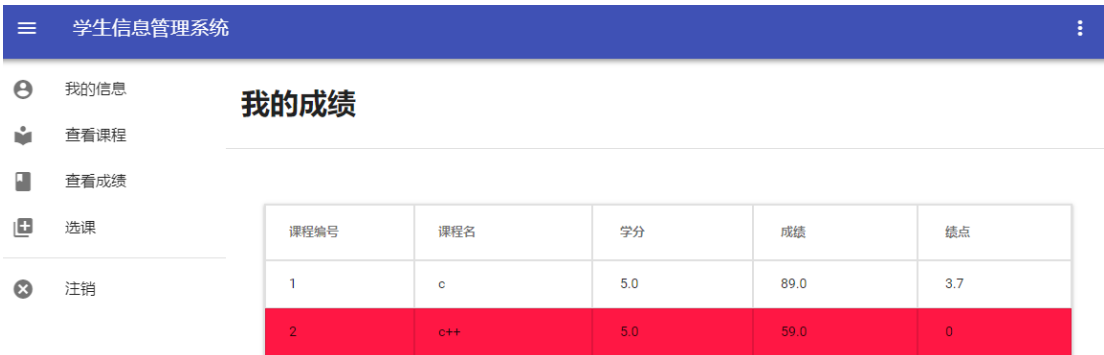 学生信息管理系统
我的信息
查看课程
查看成绩
选课
注销
我的成绩
课程编号 课程名 学分 成绩 绩点
1 c 5.0 89.0 3.7
2 c++ 5.0 59.0 0